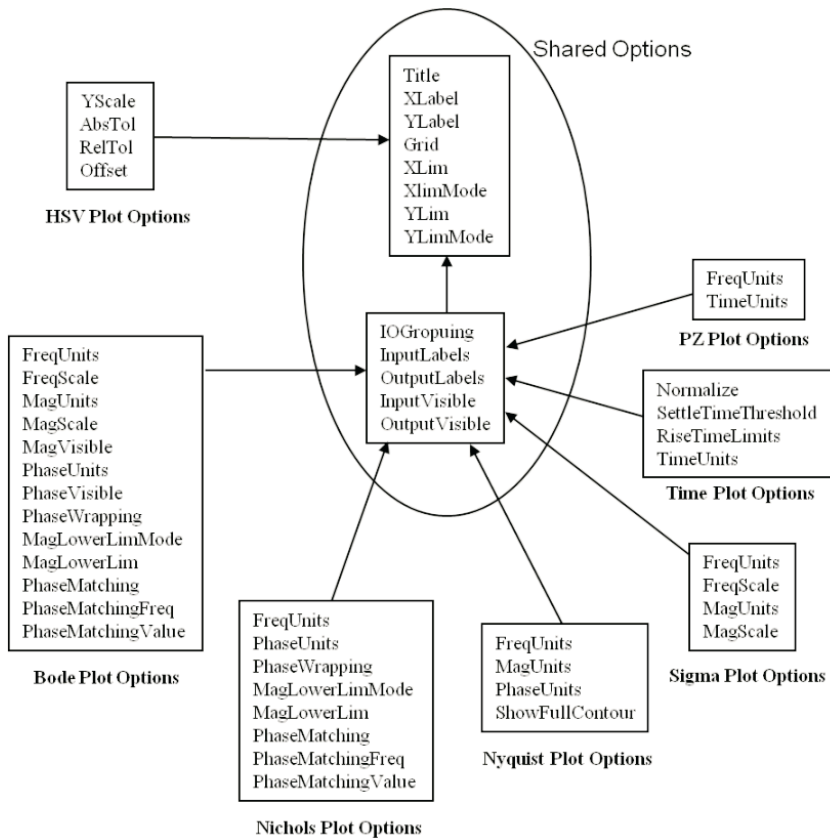 Shared Options
Title
XLabel
YLabel
Grid
XLim
XlimMode
YLim
YLimMode
YScale
AbsTol
RelTol
Offset
HSV Plot Options
IOGropuing
InputLabels
OutputLabels
InputVisible
OutputVisible
FreqUnits
TimeUnits
PZ Plot Options
FreqUnits
FreqScale
MagUnits
MagScale
MagVisible
PhaseUnits
PhaseVisible
PhaseWrapping
MagLowerLimMode
MagLowerLim
PhaseMatching
PhaseMatchingFreq
PhaseMatchingValue
Bode Plot Options
Normalize
SettleTimeThreshold
RiseTimeLimits
TimeUnits
Time Plot Options
FreqUnits
FreqScale
MagUnits
MagScale
Sigma Plot Options
FreqUnits
PhaseUnits
PhaseWrapping
MagLowerLimMode
MagLowerLim
PhaseMatching
PhaseMatchingFreq
PhaseMatchingValue
Nichols Plot Options
FreqUnits
MagUnits
PhaseUnits
ShowFullContour
Nyquist Plot Options